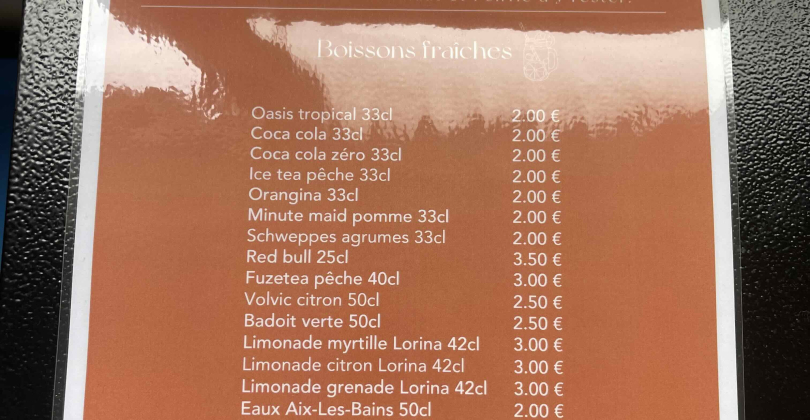 Boissons fraîches
Oasis tropical 33cl 2.00 €
Coca cola 33cl 2.00 €
Coca cola zéro 33cl 2.00 €
Ice tea pêche 33cl 2.00 €
Orangina 33cl 2.00 €
Minute maid pomme 33cl 2.00 €
Schweppes agrumes 33cl 2.00 €
Red bull 25cl 3.50 €
Fuzetea pêche 40cl 3.00 €
Volvic citron 50cl 2.50 €
Badoit verte 50cl 2.50 €
Limonade myrtille Lorina 42cl 3.00 €
Limonade citron Lorina 42cl 3.00 €
Limonade grenade Lorina 42cl 3.00 €
Eaux Aix-Les-Bains 50cl 2.00 €